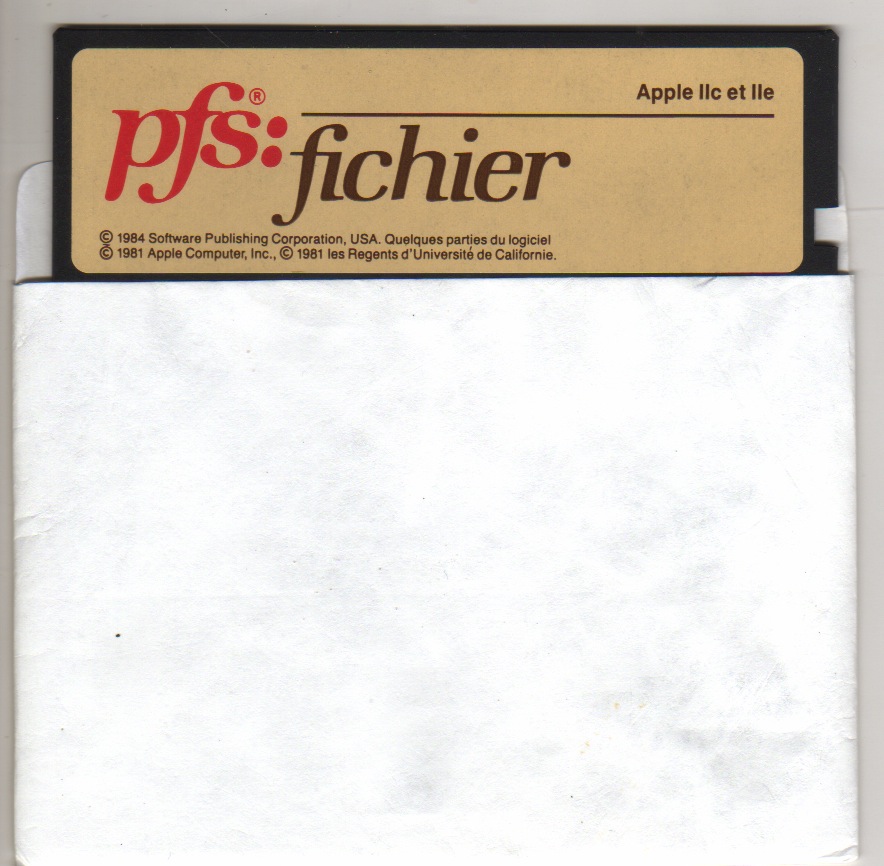 Apple IIc et IIe
pfs:® fichier
© 1984 Software Publishing Corporation, USA. Quelques parties du logiciel
© 1981 Apple Computer, Inc., © 1981 les Regents d'Université de Californie.